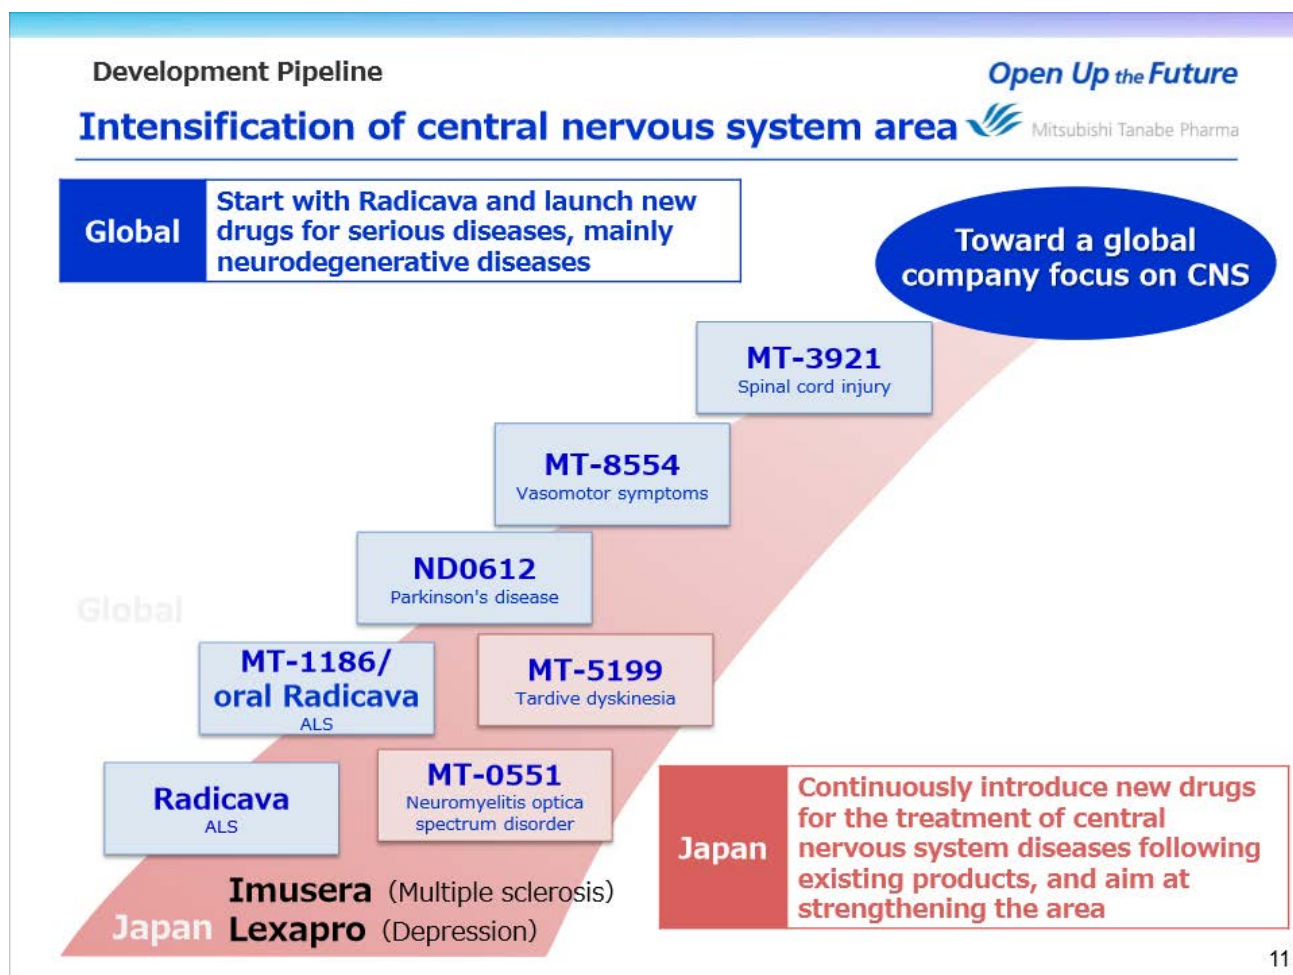 Development Pipeline
Open Up the Future
Intensification of central nervous system area
Mitsubishi Tanabe Pharma
Global
Start with Radicava and launch new
drugs for serious diseases, mainly
neurodegenerative diseases
Toward a global
company focus on CNS
MT-3921
Spinal cord injury
MT-8554
Vasomotor symptoms
ND0612
Parkinson's disease
Global
MT-1186/
oral Radicava
ALS
MT-5199
Tardive dyskinesia
Radicava
ALS
MT-0551
Neuromyelitis optica
spectrum disorder
Japan
Continuously introduce new drugs
for the treatment of central
nervous system diseases following
existing products, and aim at
strengthening the area
Imusera (Multiple sclerosis)
Japan Lexapro (Depression)
11